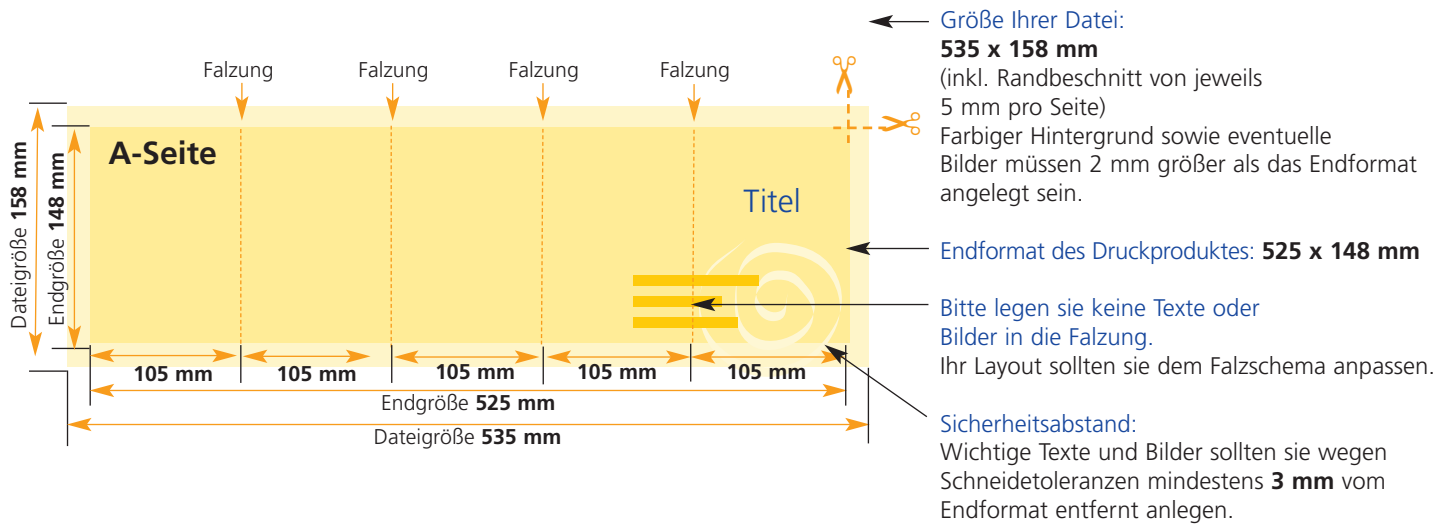 Größe Ihrer Datei:
535 x 158 mm
(inkl. Randbeschnitt von jeweils
5 mm pro Seite)
Farbiger Hintergrund sowie eventuelle
Bilder müssen 2 mm größer als das Endformat
angelegt sein.
Falzung Falzung Falzung Falzung
A-Seite
Titel
Dateigröße 158 mm
Endgröße 148 mm
Endformat des Druckproduktes: 525 x 148 mm
Bitte legen sie keine Texte oder
Bilder in die Falzung.
Ihr Layout sollten sie dem Falzschema anpassen.
105 mm 105 mm 105 mm 105 mm 105 mm
Endgröße 525 mm
Dateigröße 535 mm
Sicherheitsabstand:
Wichtige Texte und Bilder sollten sie wegen
Schneidetoleranzen mindestens 3 mm vom
Endformat entfernt anlegen.